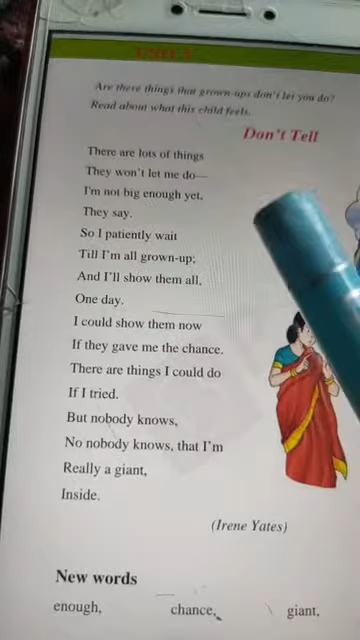 Are there things that grown-ups don't let you do?
Read about what this child feels.
Don't Tell
There are lots of things
They won't let me do—
I'm not big enough yet,
They say.
So I patiently wait
Till I'm all grown-up;
And I'll show them all,
One day.
I could show them now
If they gave me the chance.
There are things I could do
If I tried.
But nobody knows,
No nobody knows, that I'm
Really a giant,
Inside.
(Irene Yates)
New words
enough, chance, giant,